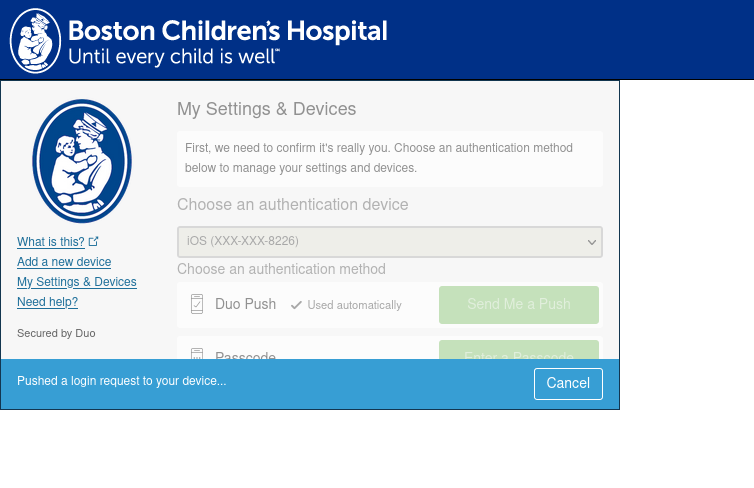 Boston Children's Hospital
Until every child is well™
My Settings & Devices
First, we need to confirm it's really you. Choose an authentication method
below to manage your settings and devices.
Choose an authentication device
iOS (XXX-XXX-8226)
Choose an authentication method
Duo Push
Used automatically
Send Me a Push
Passcode
Enter a Passcode
What is this?
Add a new device
My Settings & Devices
Need help?
Secured by Duo
Pushed a login request to your device...
Cancel